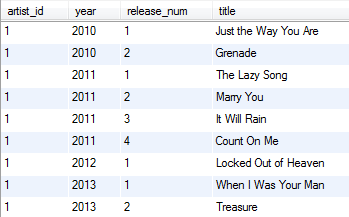 artist_id year release_num title
1 2010 1 Just the Way You Are
1 2010 2 Grenade
1 2011 1 The Lazy Song
1 2011 2 Marry You
1 2011 3 It Will Rain
1 2011 4 Count On Me
1 2012 1 Locked Out of Heaven
1 2013 1 When I Was Your Man
1 2013 2 Treasure